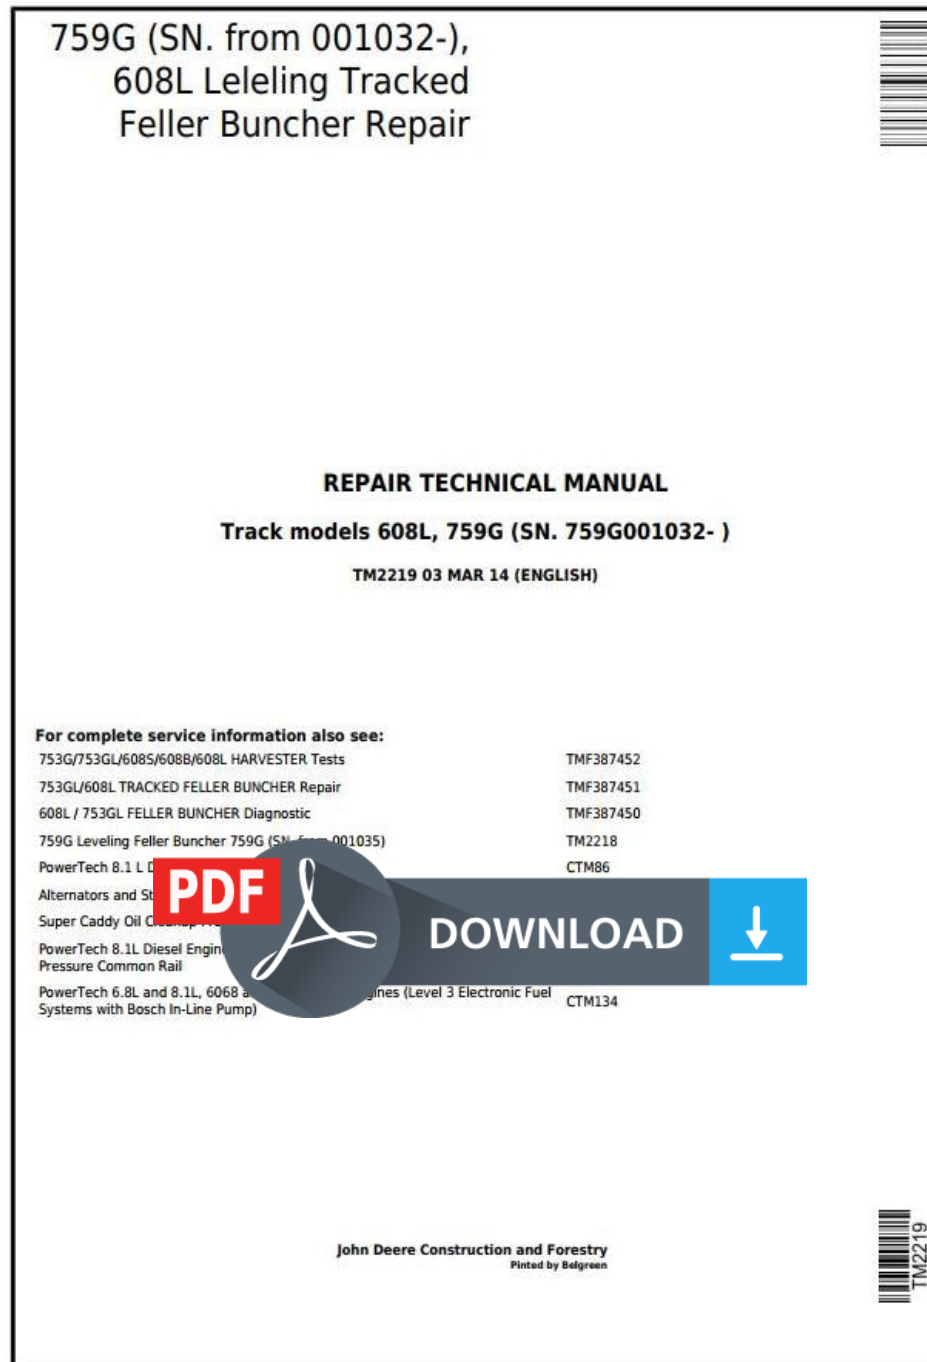 759G (SN. from 001032-),
608L Leleling Tracked
Feller Buncher Repair
REPAIR TECHNICAL MANUAL
Track models 608L, 759G (SN. 759G001032- )
TM2219 03 MAR 14 (ENGLISH)
For complete service information also see:
753G/753GL/608S/608B/608L HARVESTER Tests TMF387452
753GL/608L TRACKED FELLER BUNCHER Repair TMF387451
608L / 753GL FELLER BUNCHER Diagnostic TMF387450
759G Leveling Feller Buncher 759G (SN. from 001035) TM2218
PowerTech 8.1 L CTM86
Alternators and
Super Caddy Oil
PowerTech 8.1L Diesel
Pressure Common Rail
PowerTech 6.8L and 8.1L, 6068 (Level 3 Electronic Fuel
Systems with Bosch In-Line Pump) CTM134
PDF
DOWNLOAD
John Deere Construction and Forestry
Pinted by Belgreen
TM2219